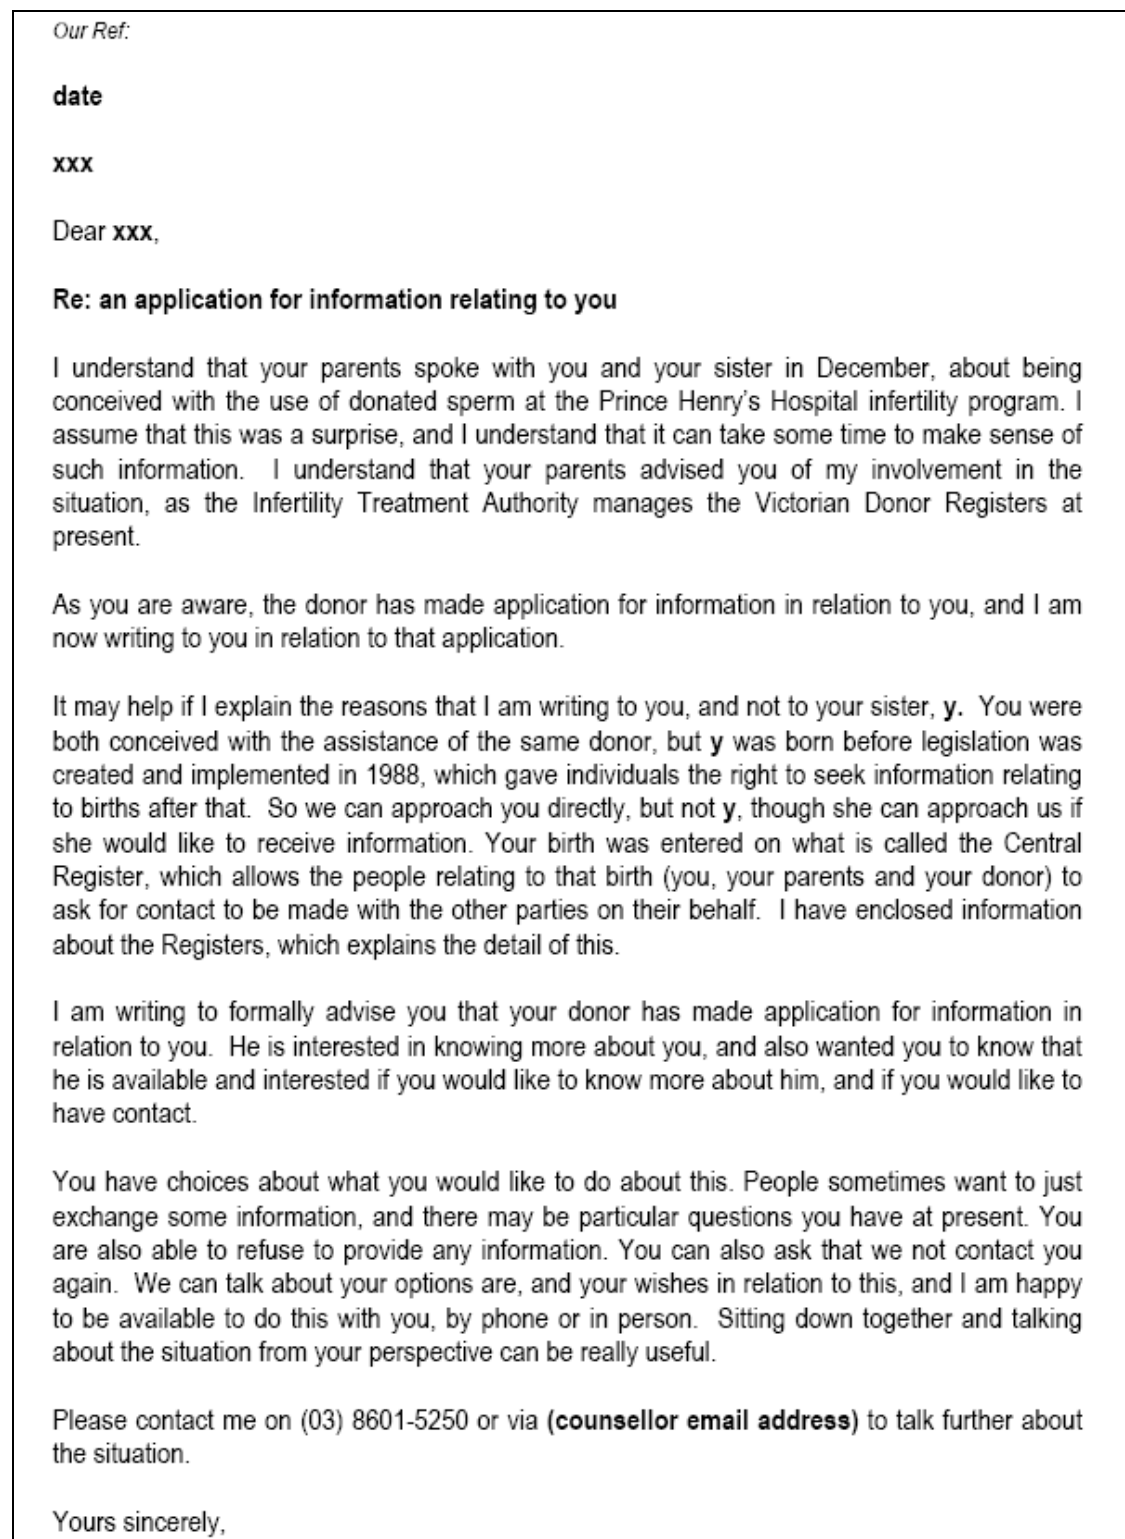 Our Ref:
date
xxx
Dear xxx,
Re: an application for information relating to you
I understand that your parents spoke with you and your sister in December, about being
conceived with the use of donated sperm at the Prince Henry's Hospital infertility program. I
assume that this was a surprise, and I understand that it can take some time to make sense of
such information.  I understand that your parents advised you of my involvement in the
situation, as the Infertility Treatment Authority manages the Victorian Donor Registers at
present.
As you are aware, the donor has made application for information in relation to you, and I am
now writing to you in relation to that application.
It may help if I explain the reasons that I am writing to you, and not to your sister, y.  You were
both conceived with the assistance of the same donor, but y was born before legislation was
created and implemented in 1988, which gave individuals the right to seek information relating
to births after that.  So we can approach you directly, but not y, though she can approach us if
she would like to receive information. Your birth was entered on what is called the Central
Register, which allows the people relating to that birth (you, your parents and your donor) to
ask for contact to be made with the other parties on their behalf.  I have enclosed information
about the Registers, which explains the detail of this.
I am writing to formally advise you that your donor has made application for information in
relation to you.  He is interested in knowing more about you, and also wanted you to know that
he is available and interested if you would like to know more about him, and if you would like to
have contact.
You have choices about what you would like to do about this. People sometimes want to just
exchange some information, and there may be particular questions you have at present. You
are also able to refuse to provide any information. You can also ask that we not contact you
again.  We can talk about your options are, and your wishes in relation to this, and I am happy
to be available to do this with you, by phone or in person.  Sitting down together and talking
about the situation from your perspective can be really useful.
Please contact me on (03) 8601-5250 or via (counsellor email address) to talk further about
the situation.
Yours sincerely,